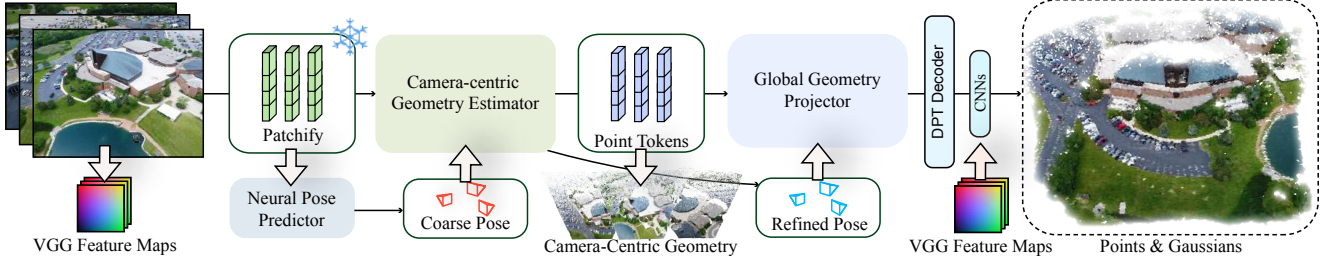 VGG Feature Maps
Patchify
Neural Pose
Predictor
Camera-centric
Geometry Estimator
Coarse Pose
Point Tokens
Camera-Centric Geometry
Global Geometry
Projector
Refined Pose
DPT Decoder
CNNs
VGG Feature Maps
Points & Gaussians